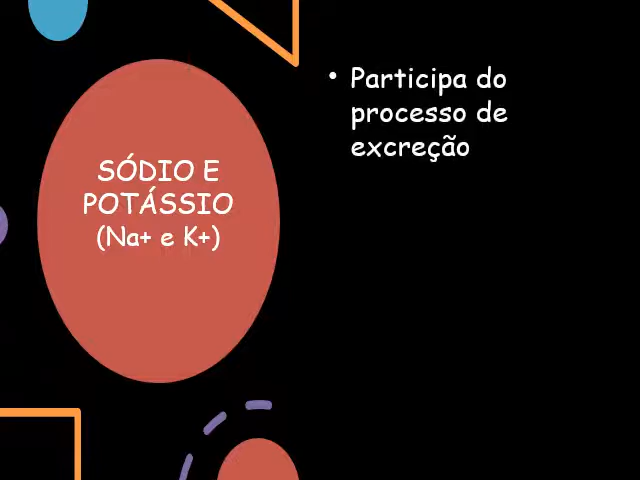 SÓDIO E
POTÁSSIO
(Na+ e K+)
• Participa do
processo de
excreção